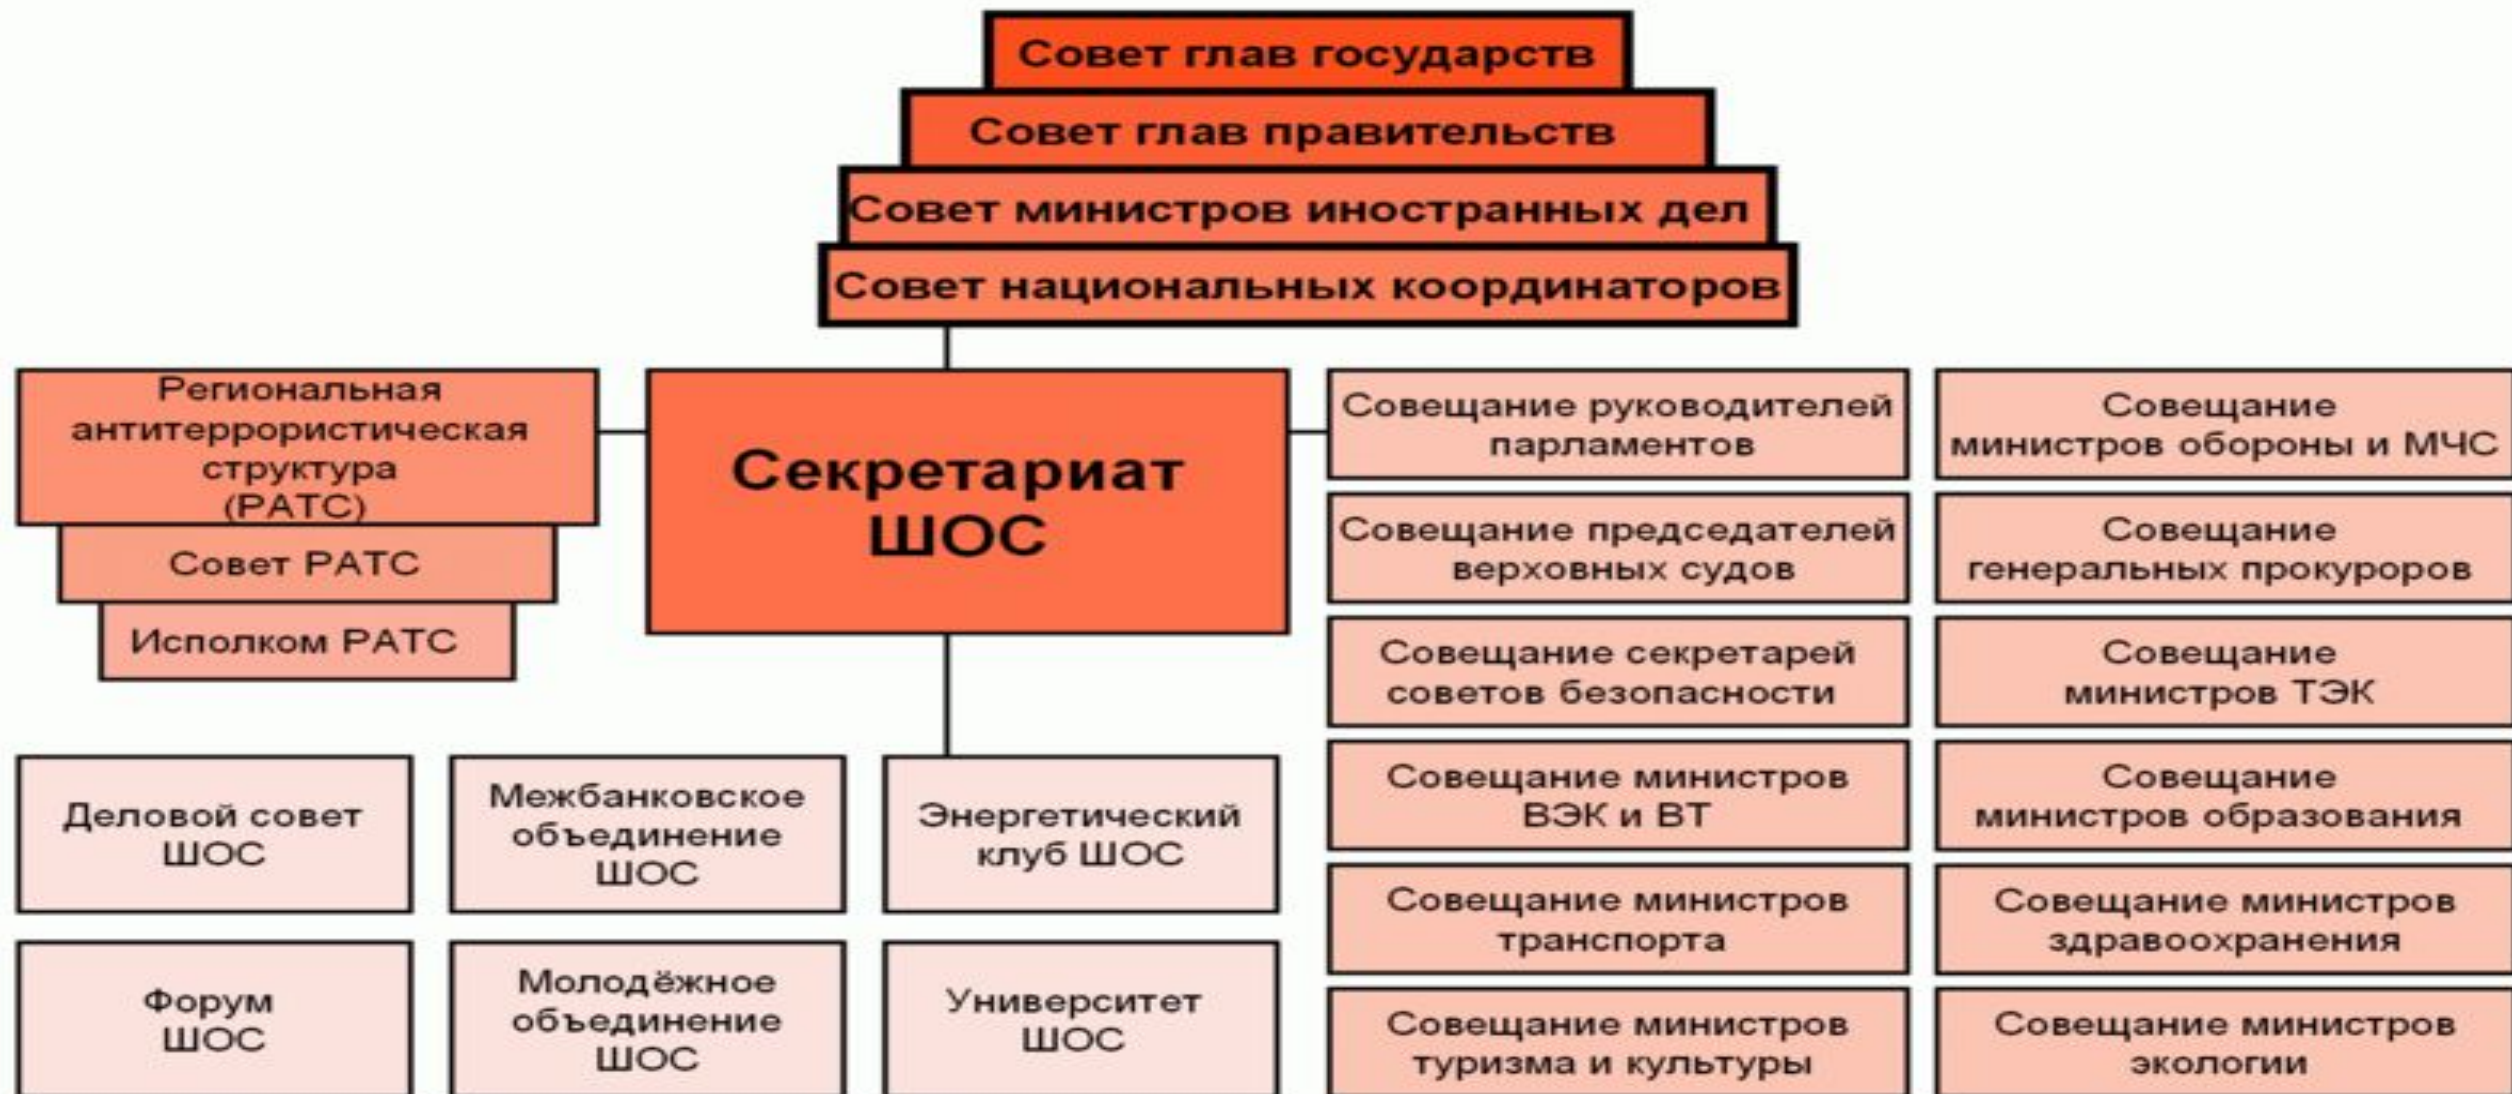 Совет глав государств
Совет глав правительств
Совет министров иностранных дел
Совет национальных координаторов
Региональная
антитеррористическая
структура
(РАТС)
Совет РАТС
Исполком РАТС
Секретариат
ШОС
Деловой совет
ШОС
Межбанковское
объединение
ШОС
Энергетический
клуб ШОС
Форум
ШОС
Молодёжное
объединение
ШОС
Университет
ШОС
Совещание руководителей
парламентов
Совещание
министров обороны и МЧС
Совещание председателей
верховных судов
Совещание
генеральных прокуроров
Совещание секретарей
советов безопасности
Совещание
министров ТЭК
Совещание министров
ВЭК и ВТ
Совещание
министров образования
Совещание министров
транспорта
Совещание министров
здравоохранения
Совещание министров
туризма и культуры
Совещание министров
экологии